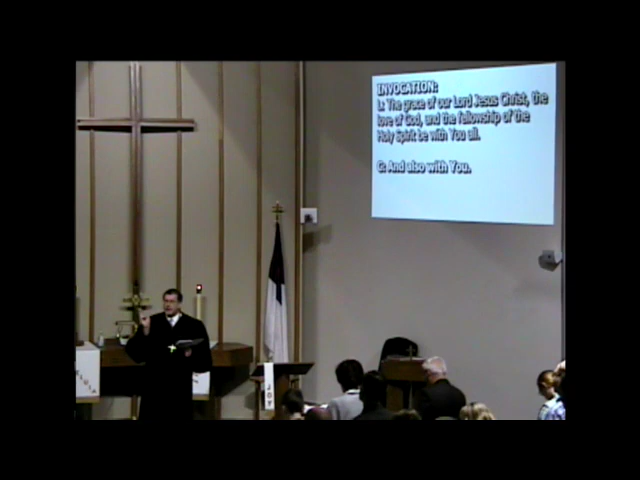 INVOCATION:
L: The grace of our Lord Jesus Christ, the
love of God, and the fellowship of the
Holy Spirit be with You all.
C: And also with You.
JOY